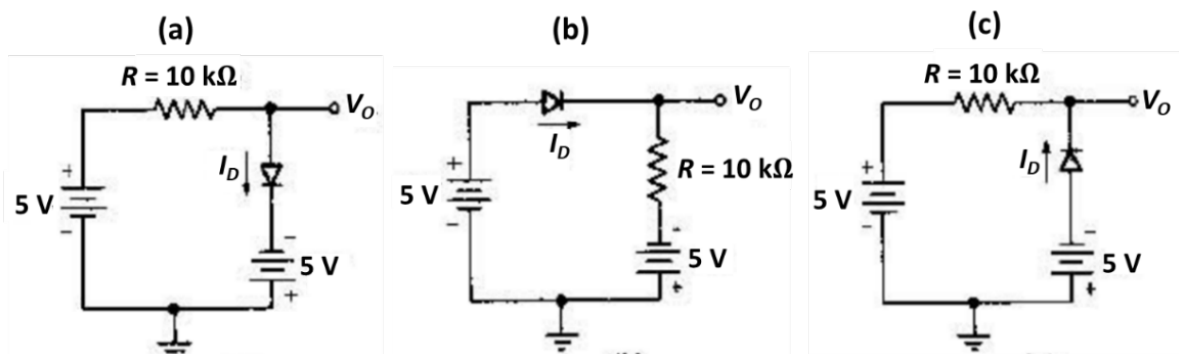 (a)
R = 10 kΩ
V_O
I_D
+
5 V
−
−
5 V
+
(b)
V_O
I_D
R = 10 kΩ
+
5 V
−
-
5 V
+
(c)
R = 10 kΩ
V_O
I_D
+
5 V
−
−
5 V
+